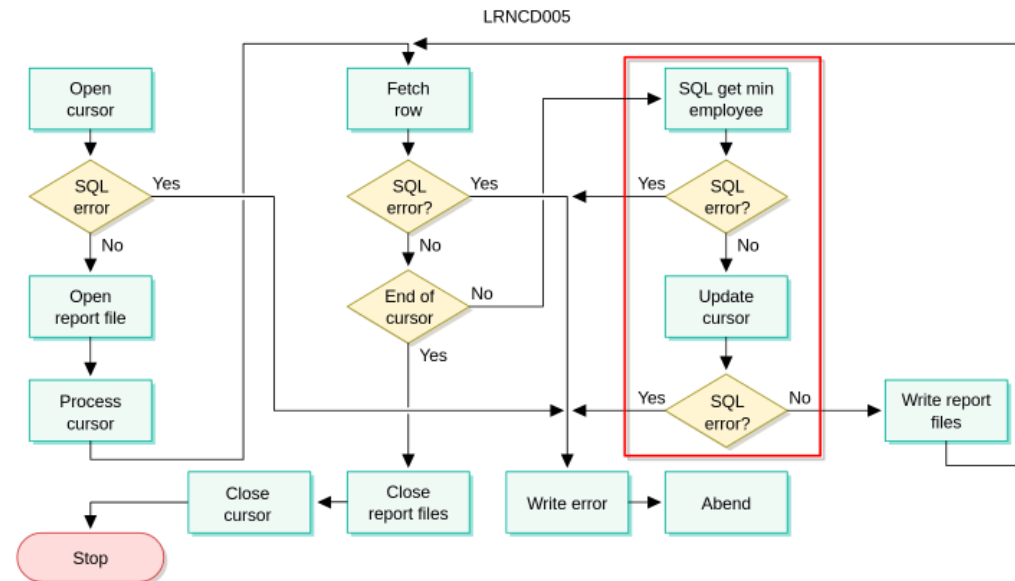 LRNCD005
Open
cursor
SQL
error
Yes
No
Open
report file
Process
cursor
Fetch
row
SQL
error?
Yes
No
End of
cursor
No
Yes
SQL get min
employee
SQL
error?
Yes
No
Update
cursor
SQL
error?
Yes
No
Write report
files
Close
cursor
Close
report files
Write error
Abend
Stop